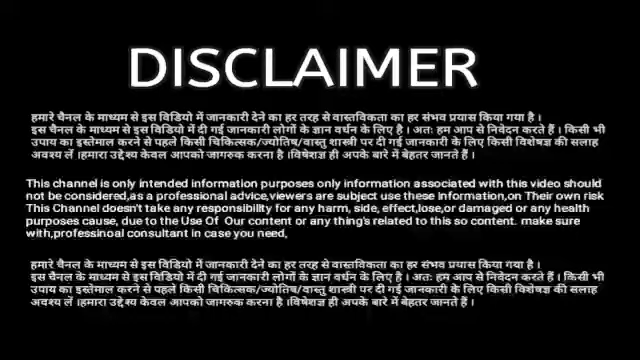 DISCLAIMER
हमारे चैनल के माध्यम से इस विडियो में जानकारी देने का हर तरह से वास्तविकता का हर संभव प्रयास किया गया है ।
इस चैनल के माध्यम से इस विडियो में दी गई जानकारी लोगों के ज्ञान वर्धन के लिए है । अतः हम आप से निवेदन करते हैं । किसी भी
उपाय का इस्तेमाल करने से पहले किसी चिकित्सक/ज्योतिष/वास्तु शास्त्री पर दी गई जानकारी के लिए किसी विशेषज्ञ की सलाह
अवश्य लें ।हमारा उद्देश्य केवल आपको जागरुक करना है ।विषेशज्ञ ही अपके बारे में बेहतर जानते हैं ।
This channel is only intended information purposes only information associated with this video should
not be considered,as a professional advice,viewers are subject use these information,on Their own risk
This Channel doesn't take any responsibility for any harm, side, effect,lose,or damaged or any health
purposes cause, due to the Use Of Our content or any thing's related to this so content. make sure
with,professinoal consultant in case you need,
हमारे चैनल के माध्यम से इस विडियो में जानकारी देने का हर तरह से वास्तविकता का हर संभव प्रयास किया गया है ।
इस चैनल के माध्यम से इस विडियो में दी गई जानकारी लोगों के ज्ञान वर्धन के लिए है । अतः हम आप से निवेदन करते हैं । किसी भी
उपाय का इस्तेमाल करने से पहले किसी चिकित्सक/ज्योतिष/वास्तु शास्त्री पर दी गई जानकारी के लिए किसी विशेषज्ञ की सलाह
अवश्य लें ।हमारा उद्देश्य केवल आपको जागरुक करना है ।विषेशज्ञ ही अपके बारे में बेहतर जानते हैं ।